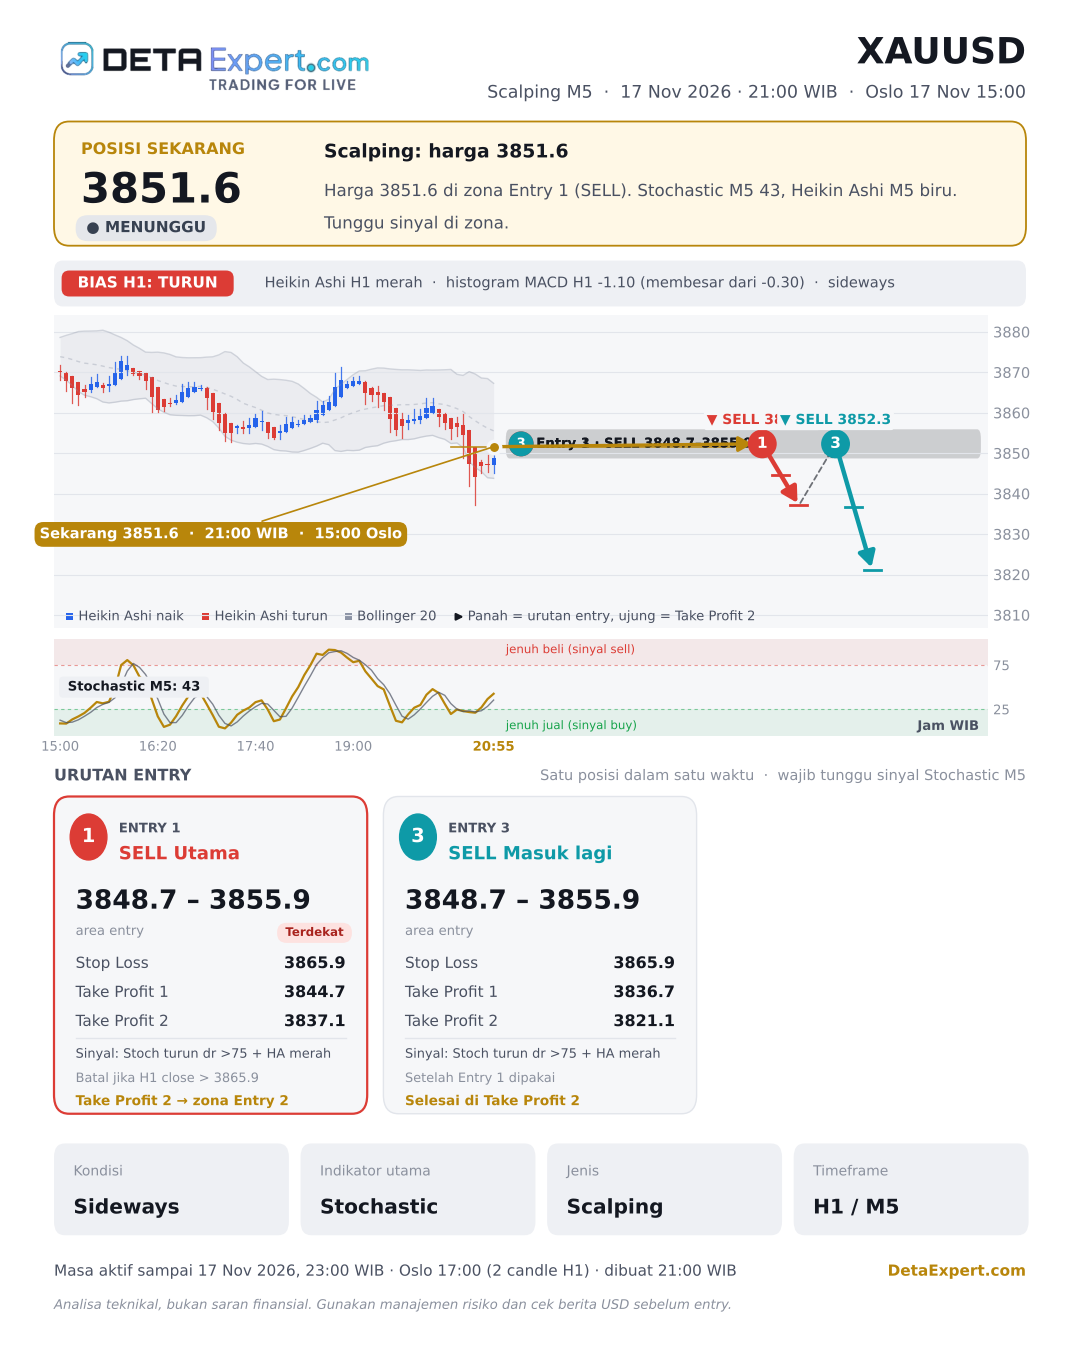 DETA Expert.com
TRADING FOR LIVE
XAUUSD
Scalping M5 · 17 Nov 2026 · 21:00 WIB · Oslo 17 Nov 15:00
POSISI SEKARANG
3851.6
● MENUNGGU
Scalping: harga 3851.6
Harga 3851.6 di zona Entry 1 (SELL). Stochastic M5 43, Heikin Ashi M5 biru.
Tunggu sinyal di zona.
BIAS H1: TURUN
Heikin Ashi H1 merah · histogram MACD H1 -1.10 (membesar dari -0.30) · sideways
3880
3870
3860
3850
3840
3830
3820
3810
▼ SELL
▼ SELL 3852.3
3
Entry 3 · SELL 3848.7-3855.9
1
3
Sekarang 3851.6 · 21:00 WIB · 15:00 Oslo
Heikin Ashi naik
Heikin Ashi turun
Bollinger 20
Panah = urutan entry, ujung = Take Profit 2
jenuh beli (sinyal sell)
75
Stochastic M5: 43
25
jenuh jual (sinyal buy)
Jam WIB
15:00
16:20
17:40
19:00
20:55
URUTAN ENTRY
Satu posisi dalam satu waktu · wajib tunggu sinyal Stochastic M5
1
ENTRY 1
SELL Utama
3848.7 – 3855.9
area entry
Terdekat
Stop Loss 3865.9
Take Profit 1 3844.7
Take Profit 2 3837.1
Sinyal: Stoch turun dr >75 + HA merah
Batal jika H1 close > 3865.9
Take Profit 2 → zona Entry 2
3
ENTRY 3
SELL Masuk lagi
3848.7 – 3855.9
area entry
Stop Loss 3865.9
Take Profit 1 3836.7
Take Profit 2 3821.1
Sinyal: Stoch turun dr >75 + HA merah
Setelah Entry 1 dipakai
Selesai di Take Profit 2
Kondisi
Sideways
Indikator utama
Stochastic
Jenis
Scalping
Timeframe
H1 / M5
Masa aktif sampai 17 Nov 2026, 23:00 WIB · Oslo 17:00 (2 candle H1) · dibuat 21:00 WIB
DetaExpert.com
Analisa teknikal, bukan saran finansial. Gunakan manajemen risiko dan cek berita USD sebelum entry.